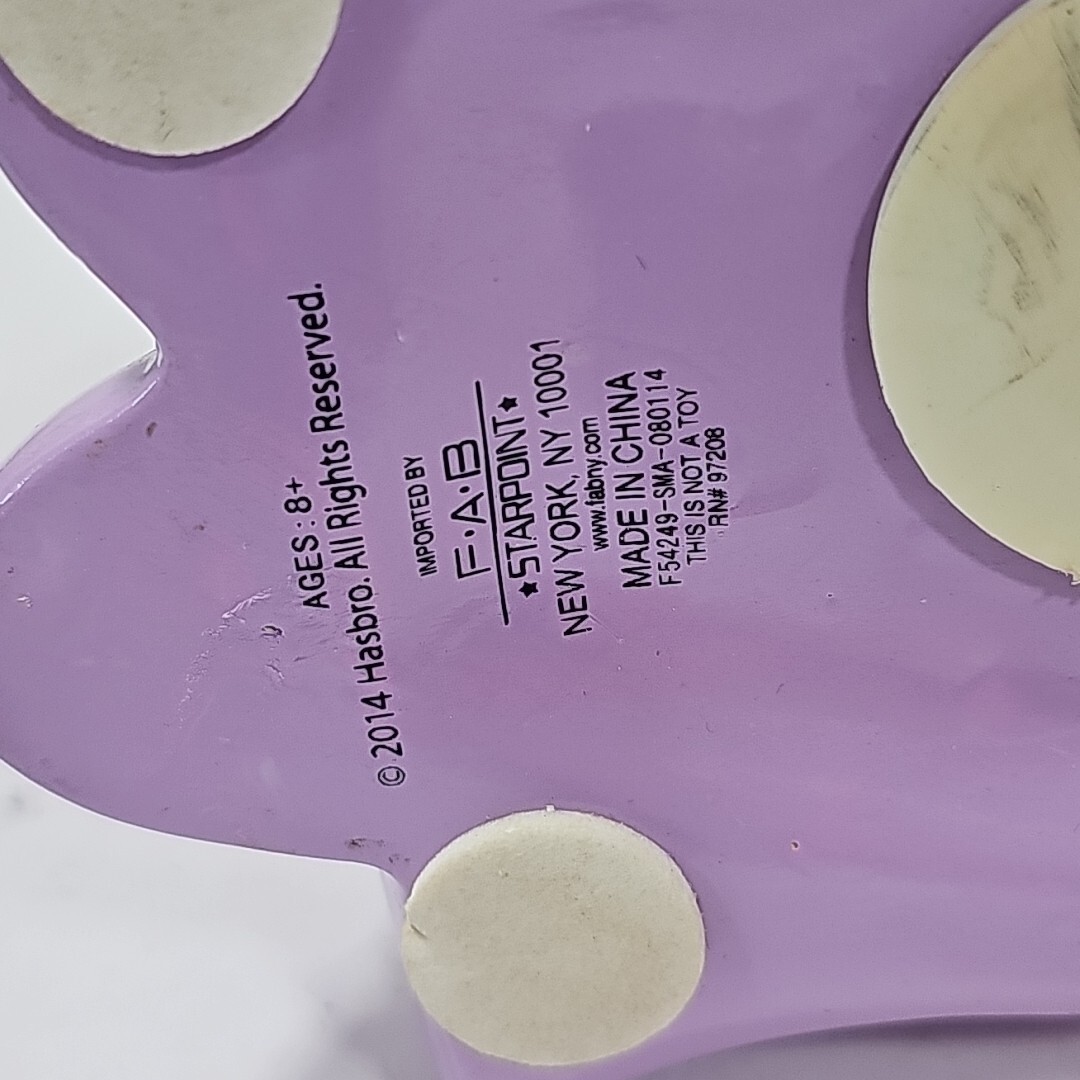 AGES : 8+
© 2014 Hasbro. All Rights Reserved.
IMPORTED BY
F·A·B
★STARPOINT★
NEW YORK, NY 10001
www.fabny.com
MADE IN CHINA
F54249-SMA-080114
THIS IS NOT A TOY
RN# 97208